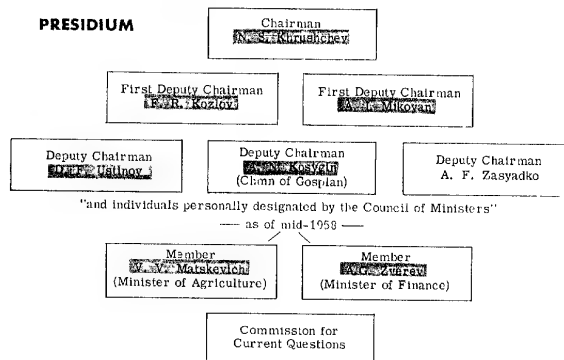 PRESIDIUM
Chairman
N. S. Khrushchev
First Deputy Chairman
F. R. Kozlov
First Deputy Chairman
A. I. Mikoyan
Deputy Chairman
D. F. Ustinov
Deputy Chairman
A. N. Kosygin
(Chmn of Gosplan)
Deputy Chairman
A. F. Zasyadko
"and individuals personally designated by the Council of Ministers"
— as of mid-1958 —
Member
V. V. Matskevich
(Minister of Agriculture)
Member
A.G. Zverev
(Minister of Finance)
Commission for
Current Questions